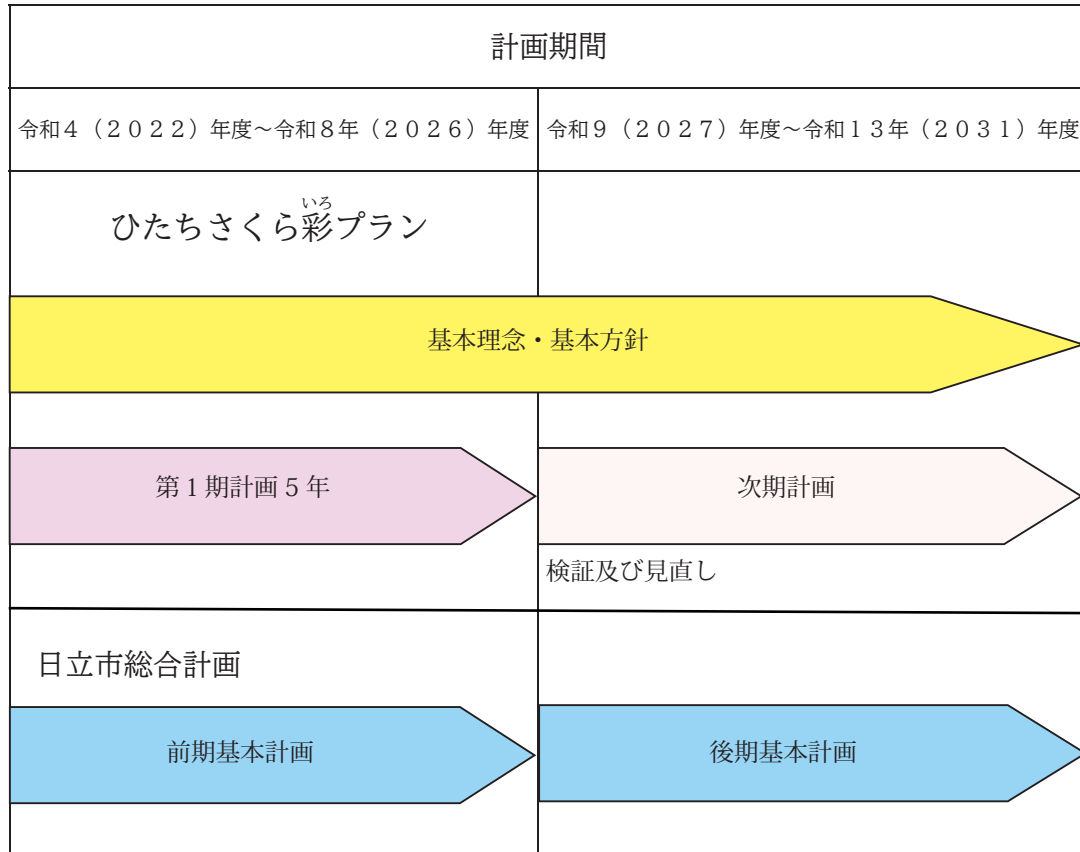 計画期間
令和４（２０２２）年度～令和８年（２０２６）年度
令和９（２０２７）年度～令和１３年（２０３１）年度
いろ
ひたちさくら彩プラン
基本理念・基本方針
第１期計画５年
次期計画
検証及び見直し
日立市総合計画
前期基本計画
後期基本計画